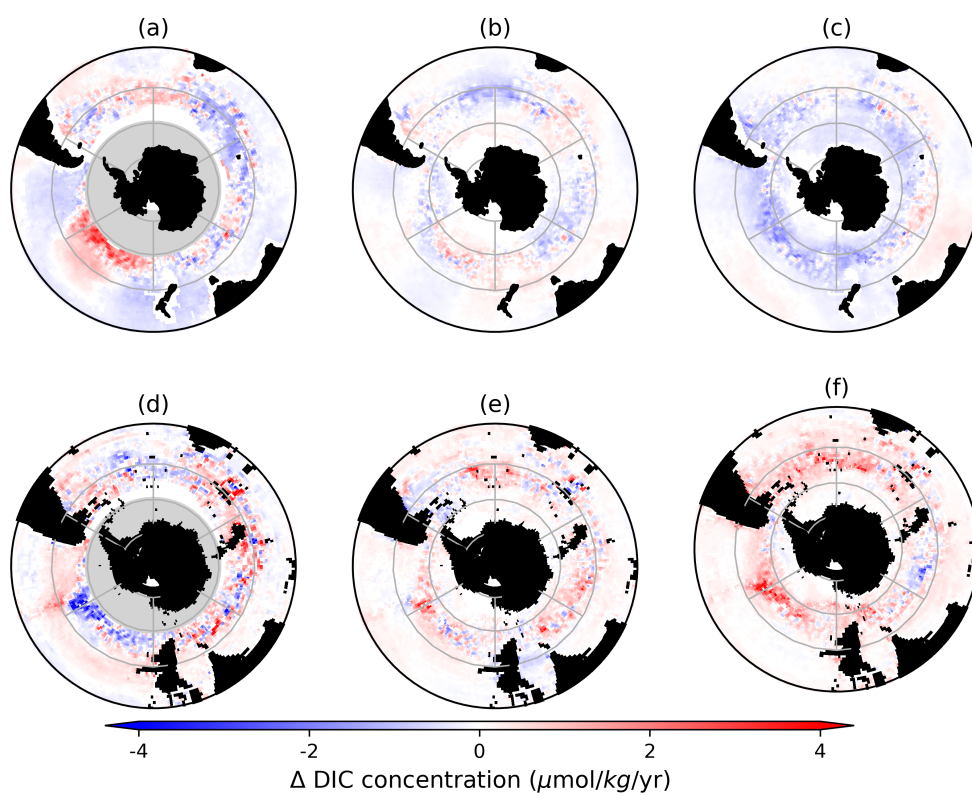 (a) (b) (c)
(d) (e) (f)
-4 -2 0 2 4
Δ DIC concentration (μmol/kg/yr)